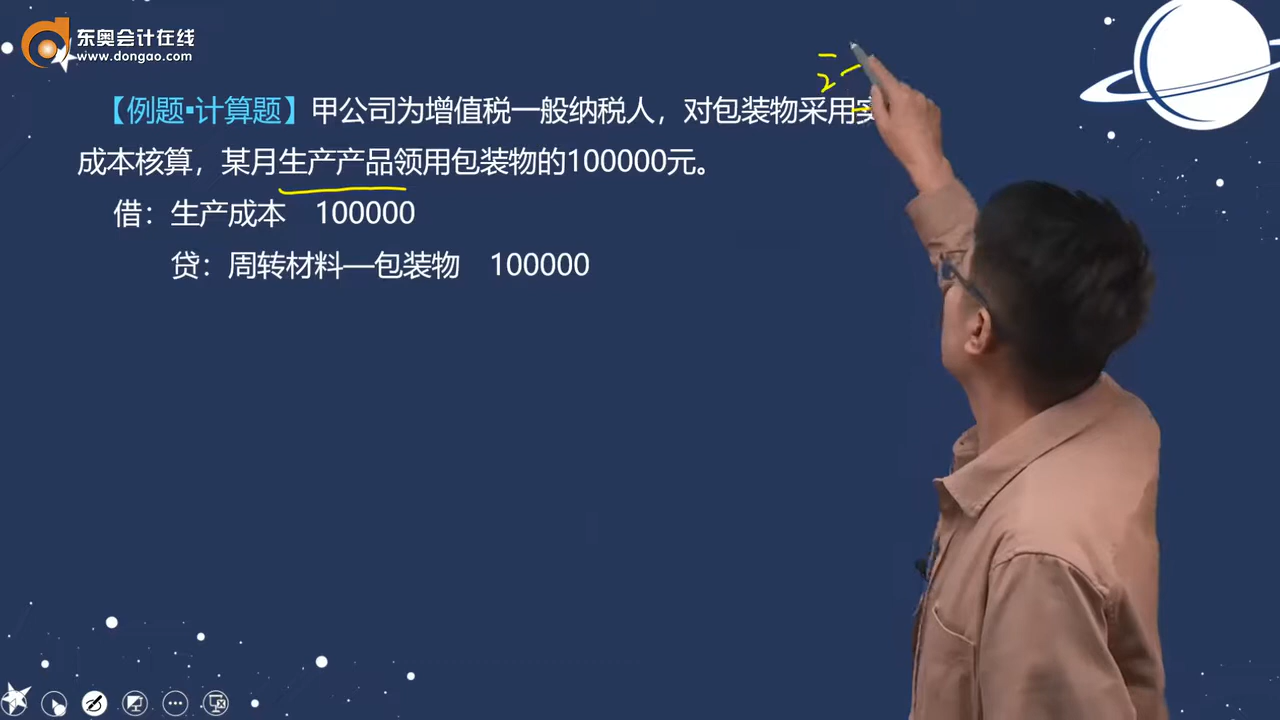 东奥会计在线
www.dongao.com
【例题·计算题】甲公司为增值税一般纳税人，对包装物采用
成本核算，某月生产产品领用包装物的100000元。
借：生产成本 100000
贷：周转材料—包装物 100000